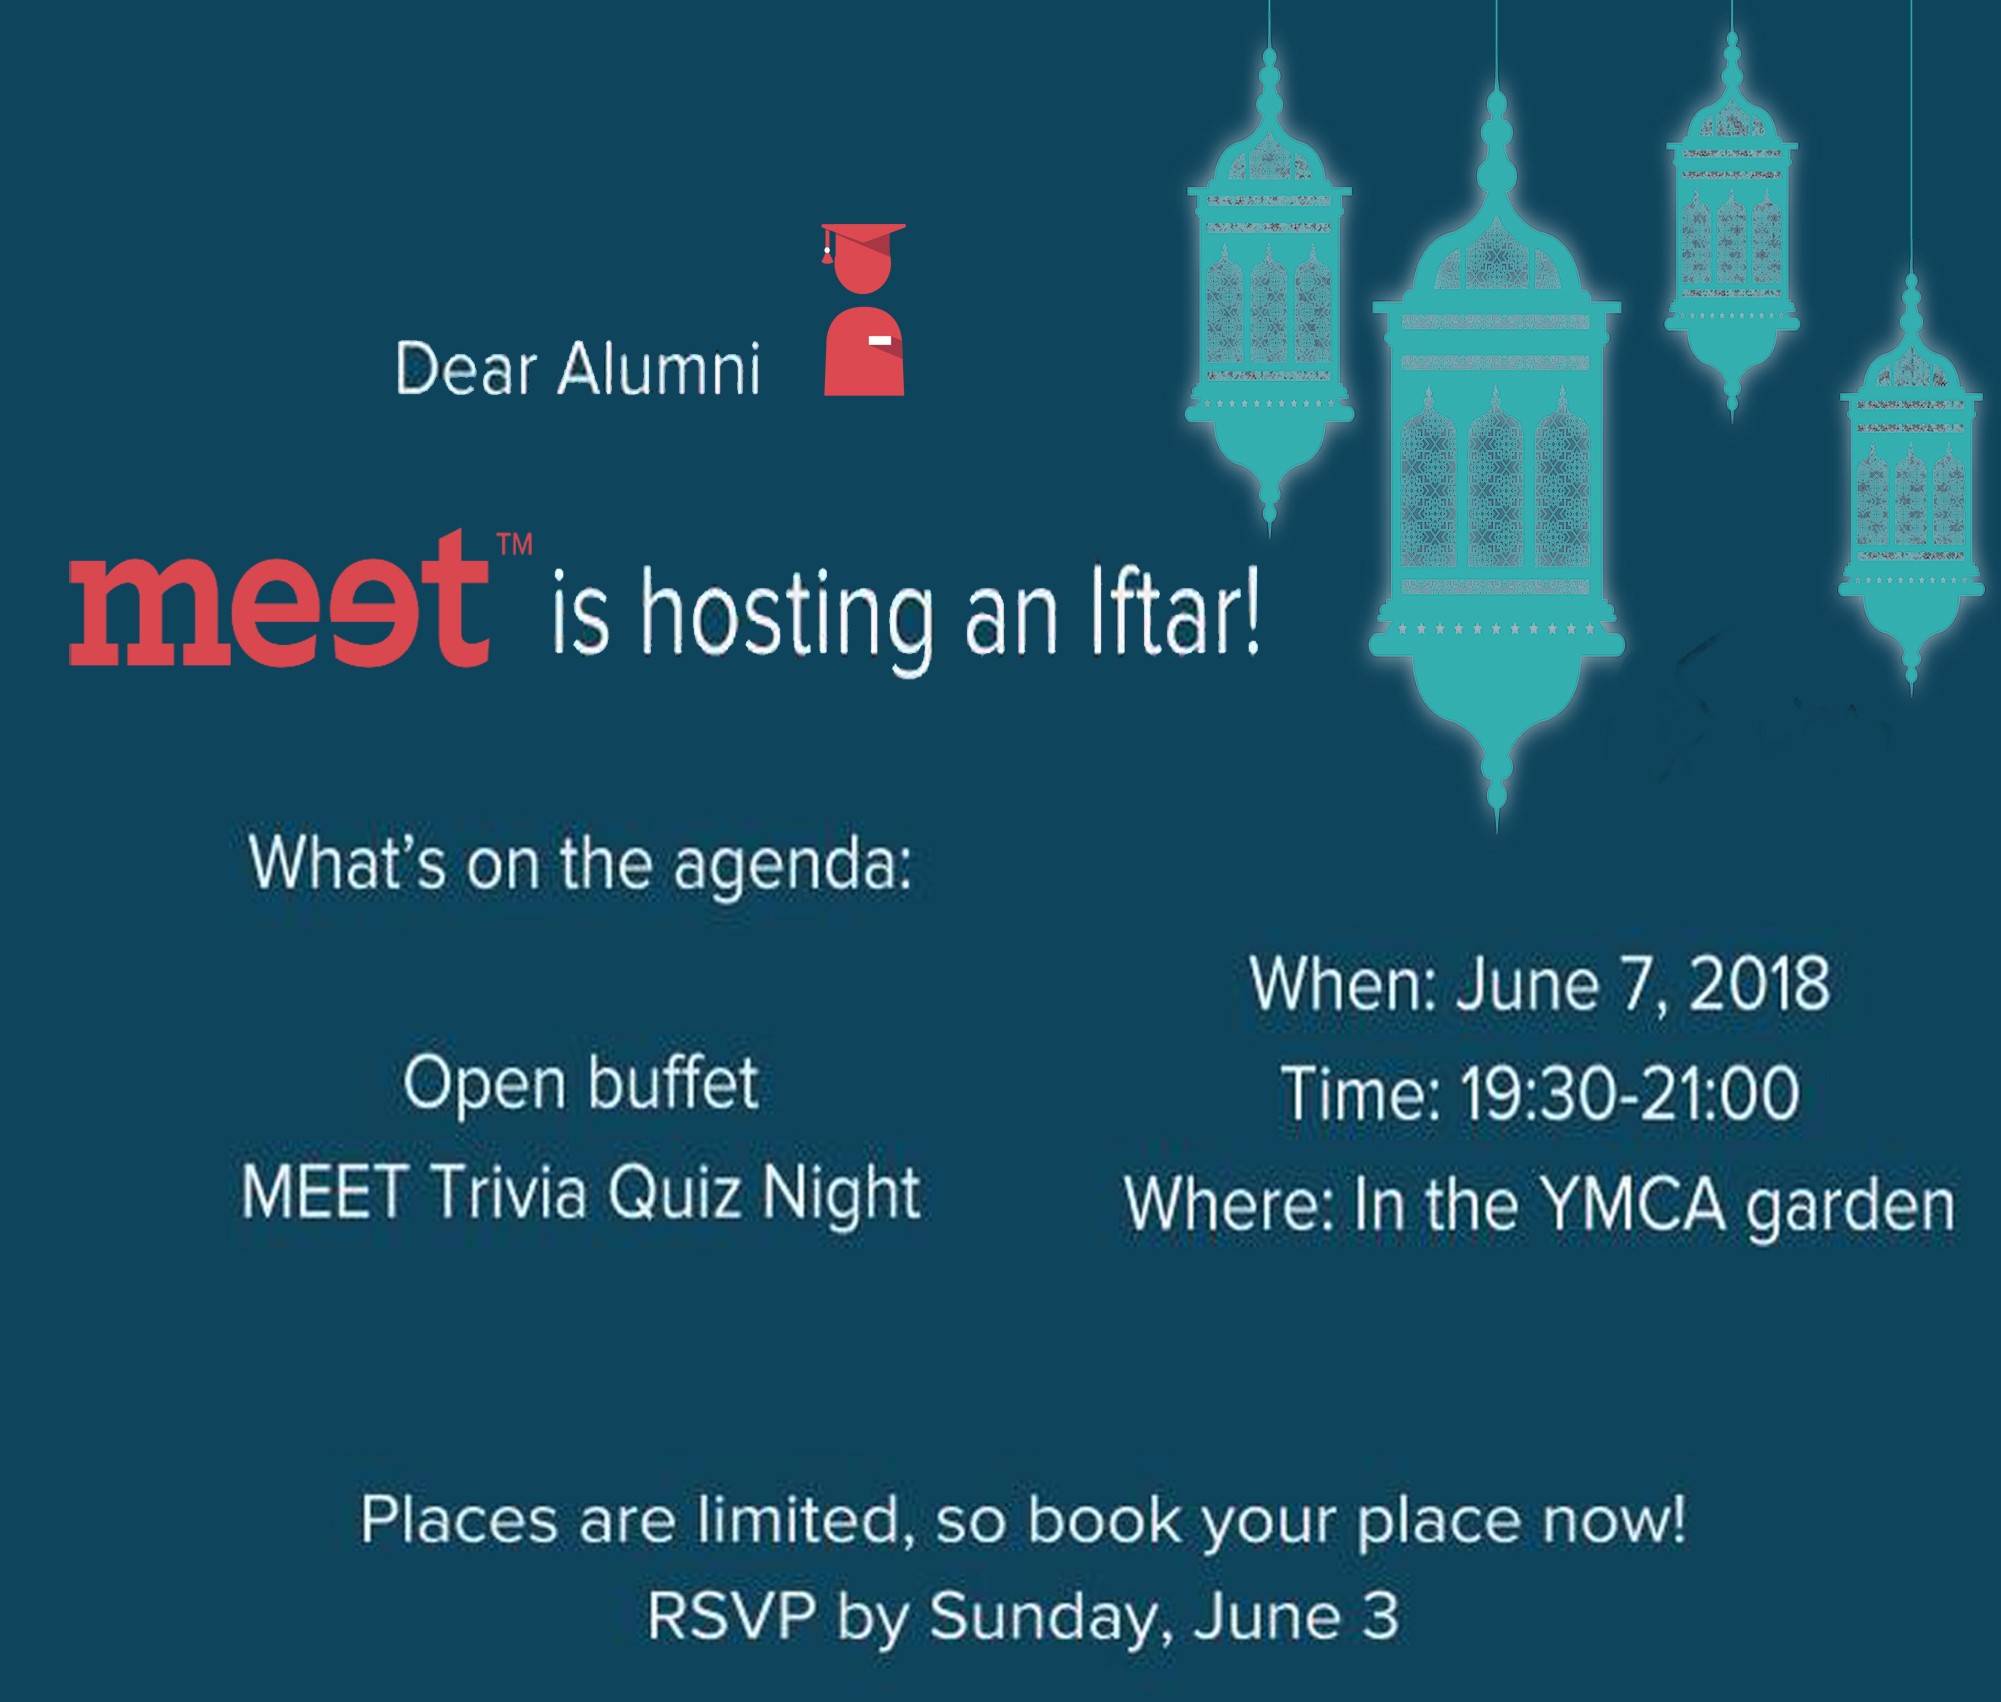 Dear Alumni
meet™ is hosting an Iftar!
What's on the agenda:
Open buffet
MEET Trivia Quiz Night
When: June 7, 2018
Time: 19:30-21:00
Where: In the YMCA garden
Places are limited, so book your place now!
RSVP by Sunday, June 3